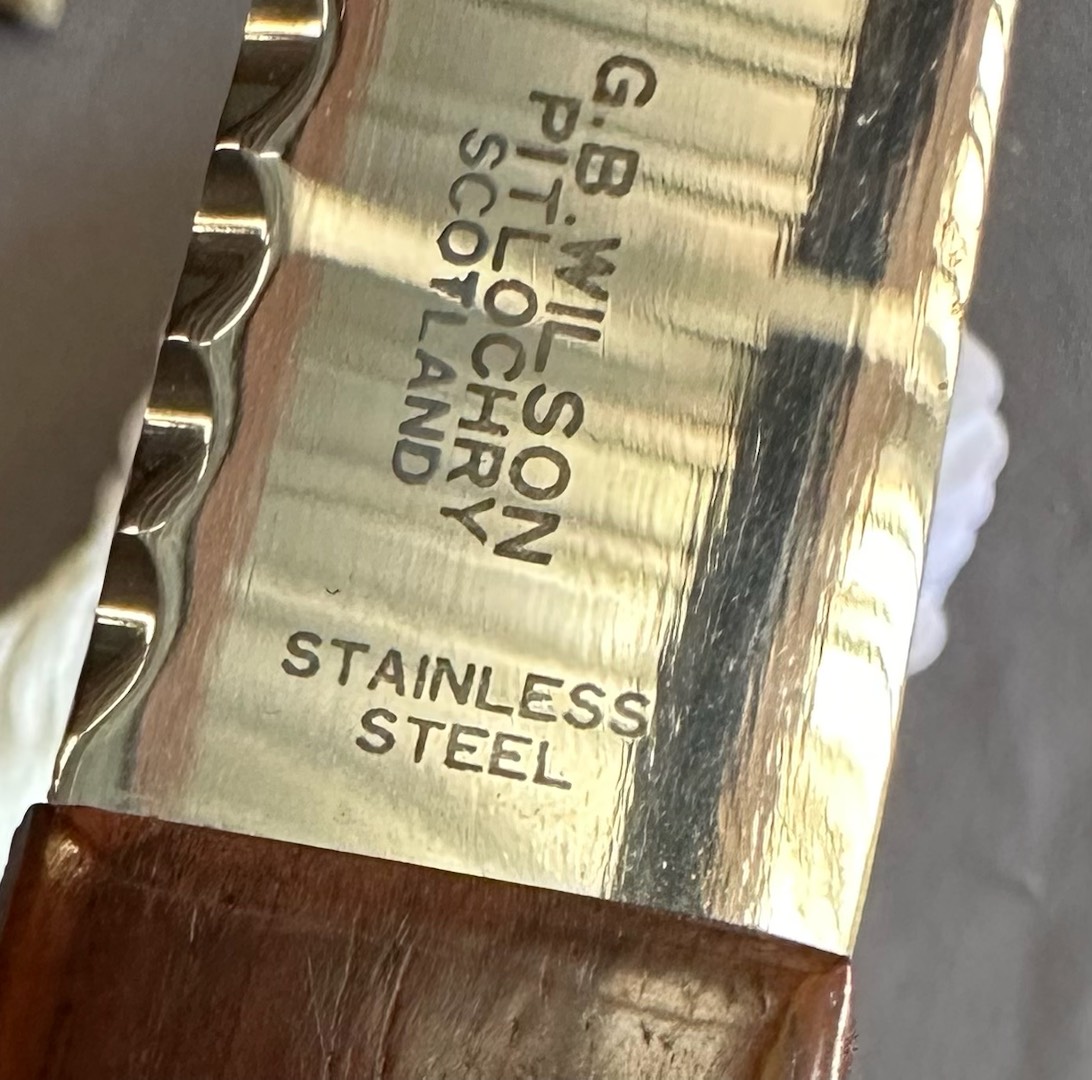 G.B.WILSON
PITLOCHRY
SCOTLAND
STAINLESS
STEEL